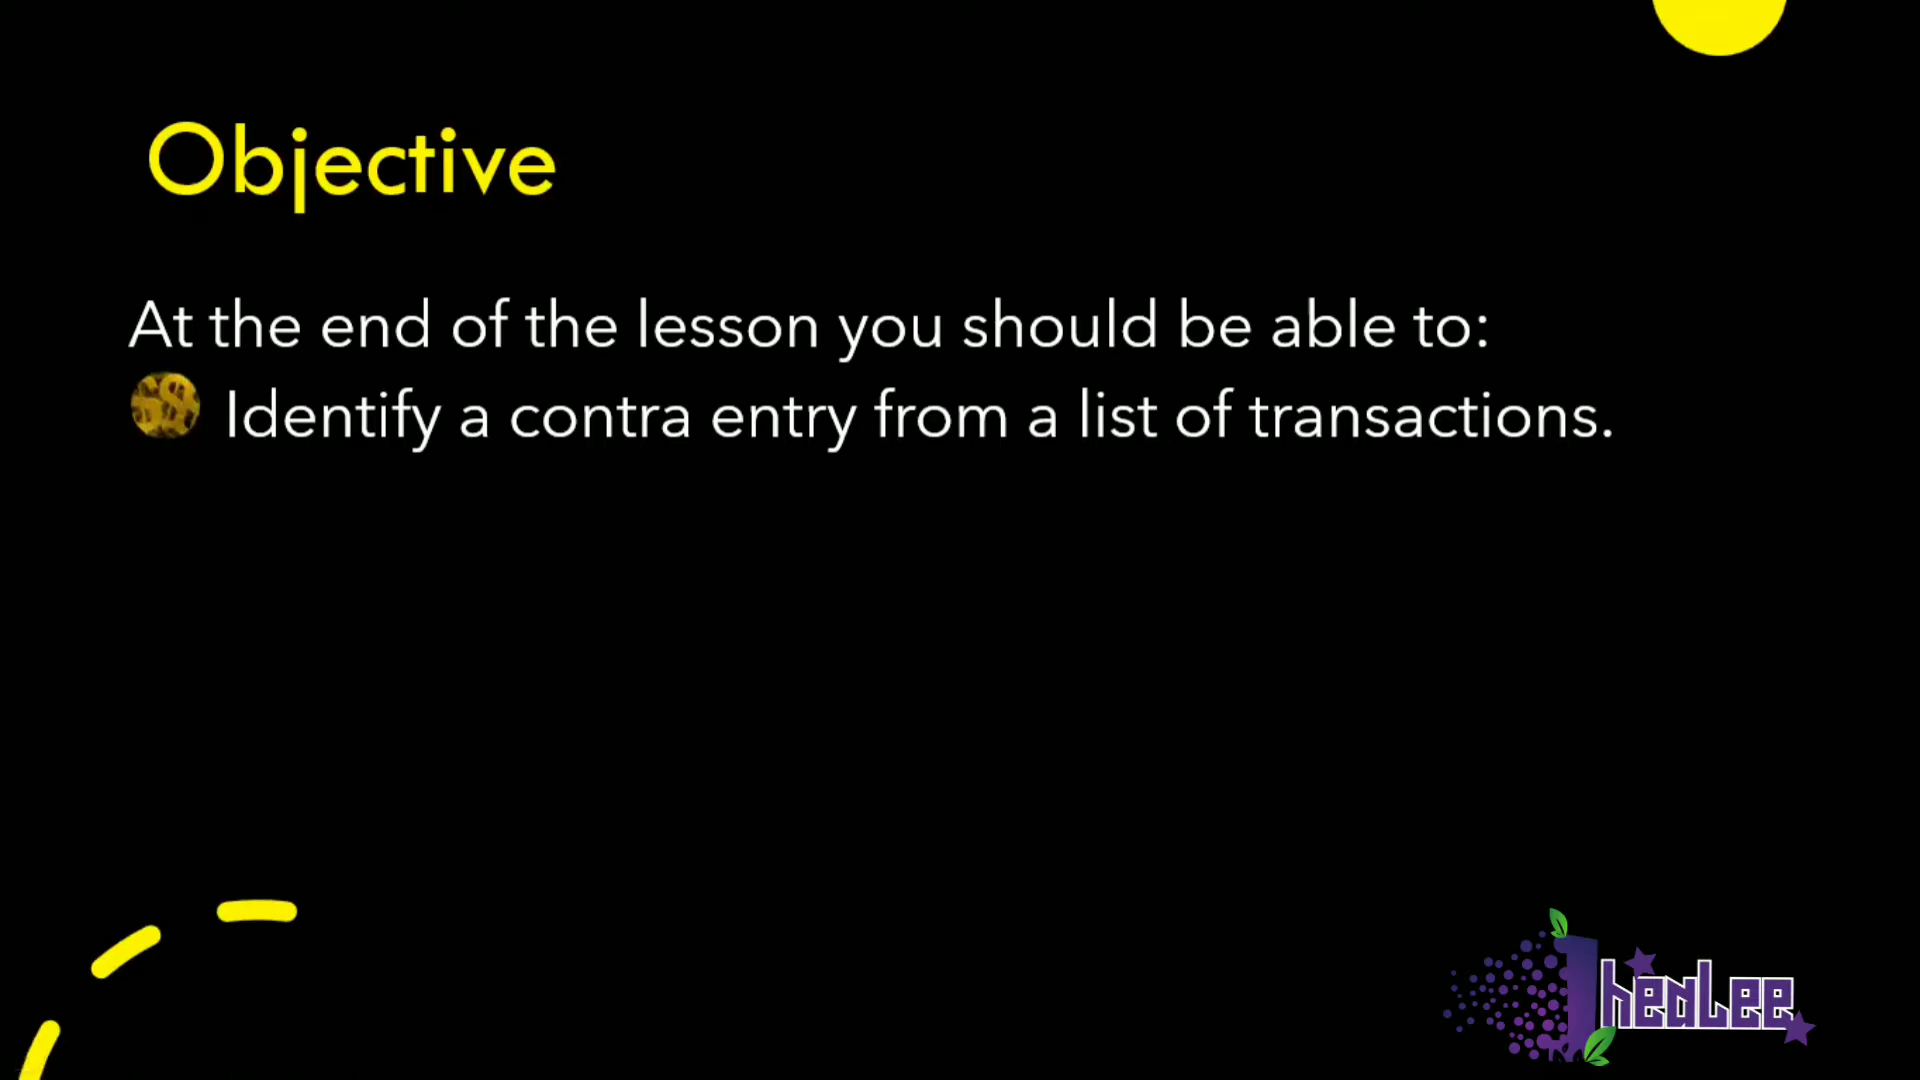 Objective
At the end of the lesson you should be able to:
Identify a contra entry from a list of transactions.
1heaLee